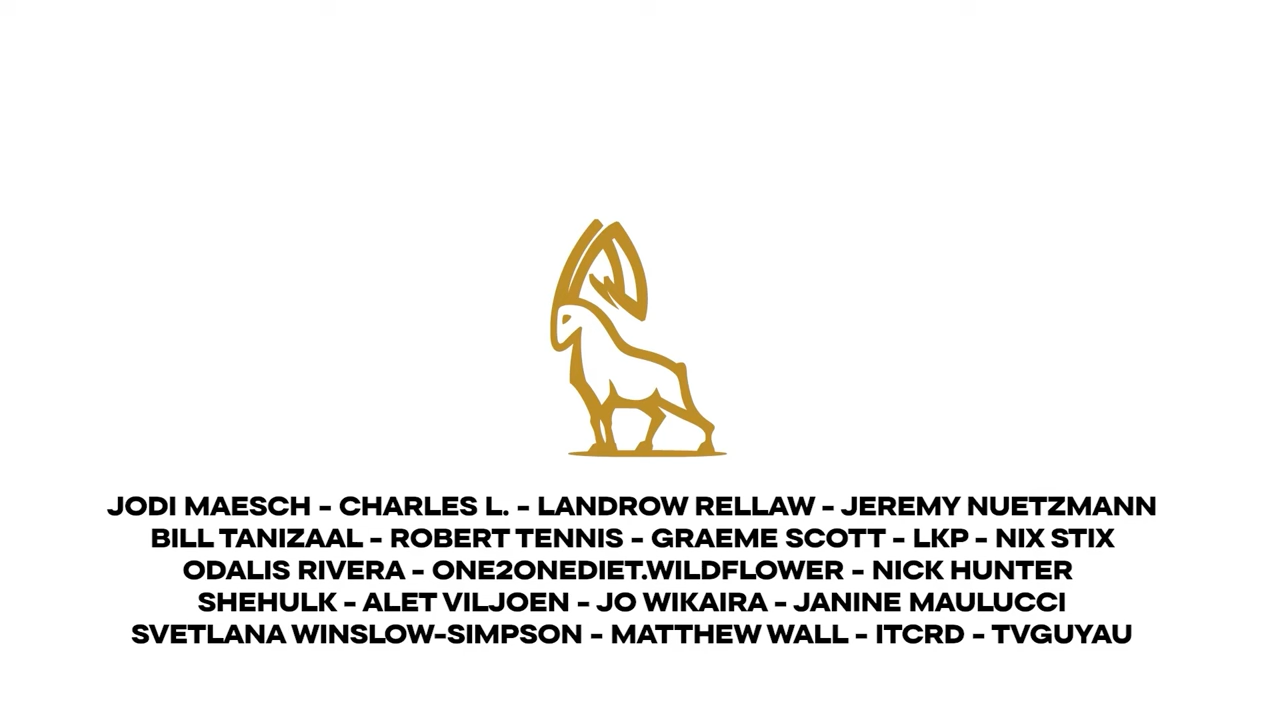 JODI MAESCH - CHARLES L. - LANDROW RELLAW - JEREMY NUETZMANN
BILL TANIZAAL - ROBERT TENNIS - GRAEME SCOTT - LKP - NIX STIX
ODALIS RIVERA - ONE2ONEDIET.WILDFLOWER - NICK HUNTER
SHEHULK - ALET VILJOEN - JO WIKAIRA - JANINE MAULUCCI
SVETLANA WINSLOW-SIMPSON - MATTHEW WALL - ITCRD - TVGUYAU